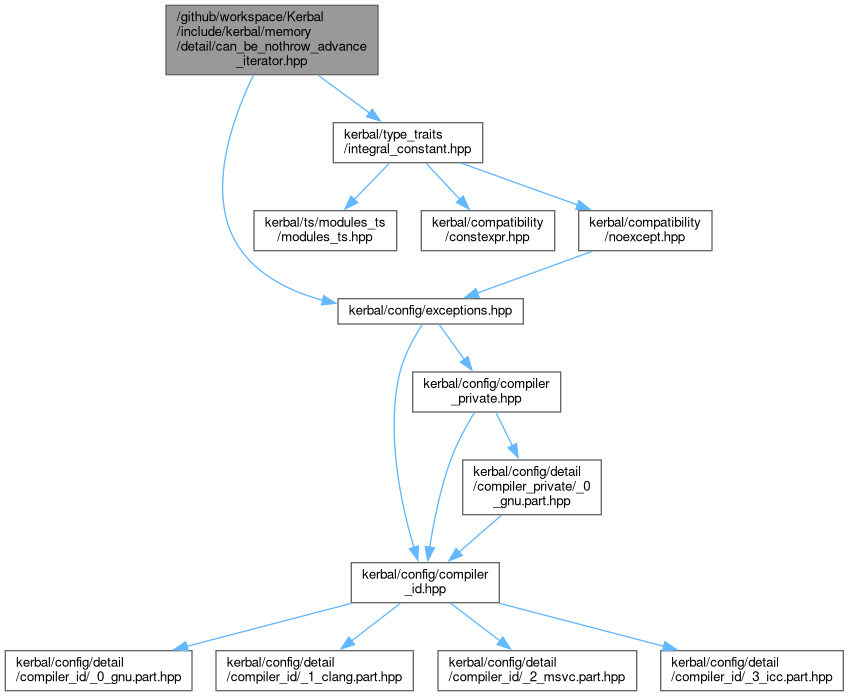 /github/workspace/Kerbal
/include/kerbal/memory
/detail/can_be_nothrow_advance
_iterator.hpp
kerbal/type_traits
/integral_constant.hpp
kerbal/ts/modules_ts
/modules_ts.hpp
kerbal/compatibility
/constexpr.hpp
kerbal/compatibility
/noexcept.hpp
kerbal/config/exceptions.hpp
kerbal/config/compiler
_private.hpp
kerbal/config/detail
/compiler_private/_0
_gnu.part.hpp
kerbal/config/compiler
_id.hpp
kerbal/config/detail
/compiler_id/_0_gnu.part.hpp
kerbal/config/detail
/compiler_id/_1_clang.part.hpp
kerbal/config/detail
/compiler_id/_2_msvc.part.hpp
kerbal/config/detail
/compiler_id/_3_icc.part.hpp